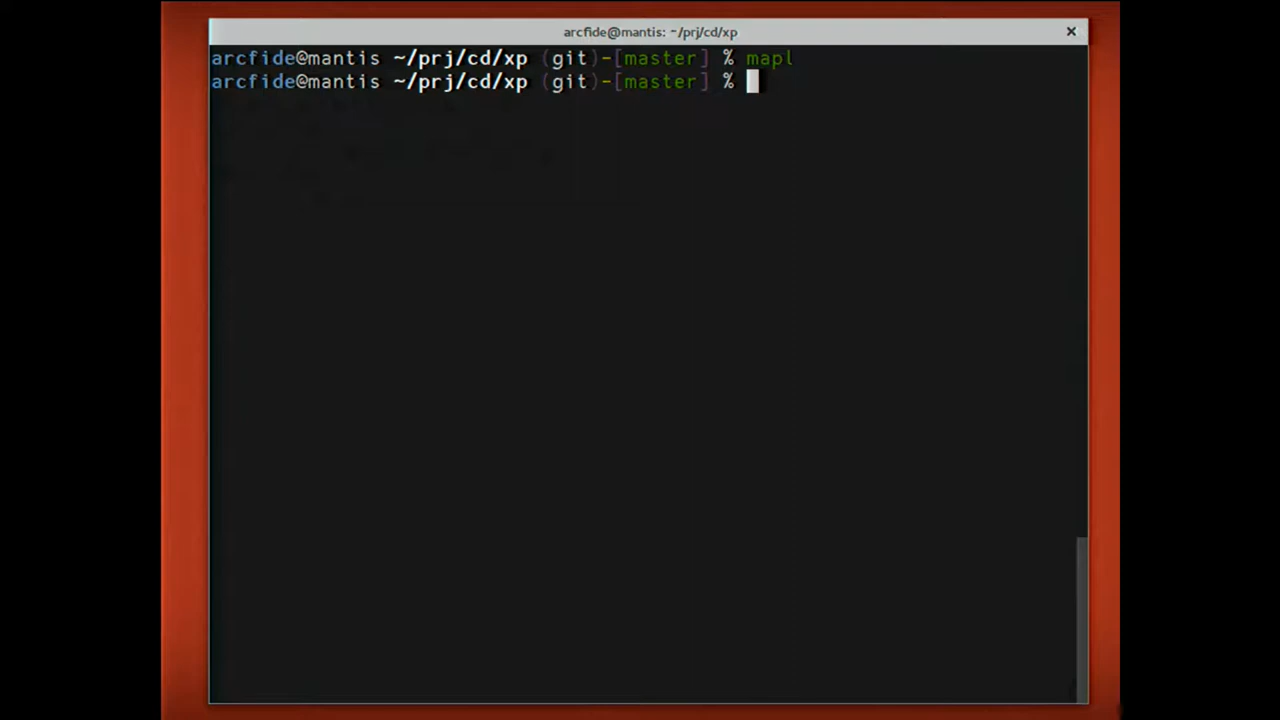 arcfide@mantis: ~/prj/cd/xp
arcfide@mantis ~/prj/cd/xp (git)-[master] % mapl
arcfide@mantis ~/prj/cd/xp (git)-[master] %